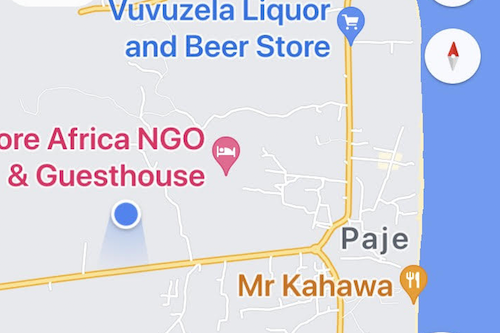 Vuvuzela Liquor
and Beer Store
ore Africa NGO
& Guesthouse
Paje
Mr Kahawa